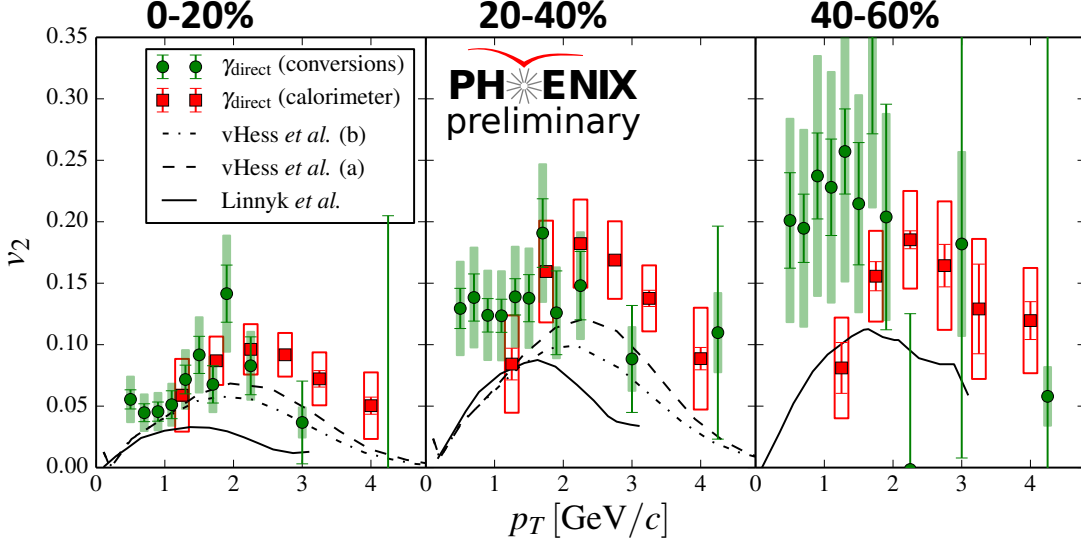 0-20% 20-40% 40-60%
0.35
0.30
0.25
0.20
0.15
0.10
0.05
0.00
v₂
γdirect (conversions)
γdirect (calorimeter)
vHess et al. (b)
vHess et al. (a)
Linnyk et al.
PHENIX
preliminary
0 1 2 3 4 0 1 2 3 4 0 1 2 3 4
pT [GeV/c]